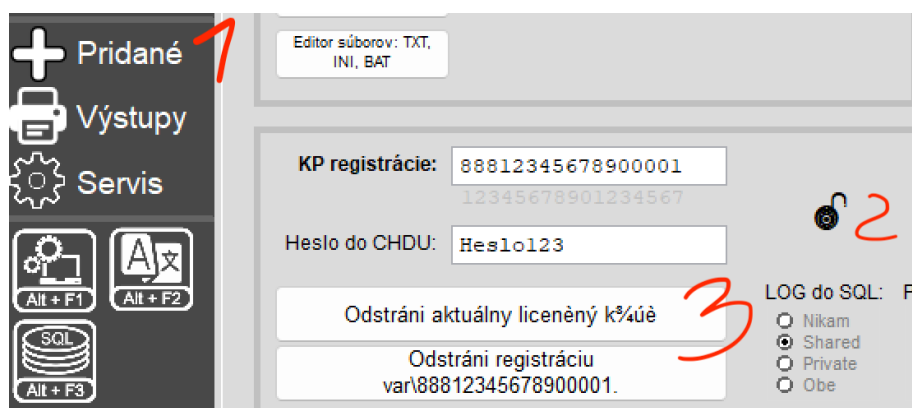 Pridané
Výstupy
Servis
Alt + F1
Alt + F2
SQL
Alt + F3
1
Editor súborov: TXT,
INI, BAT
KP registrácie:
88812345678900001
12345678901234567
Heslo do CHDU:
Heslo123
2
Odstráni aktuálny licenèný k¾úè
3
Odstráni registráciu
var\88812345678900001.
LOG do SQL:
F
Nikam
Shared
Private
Obe